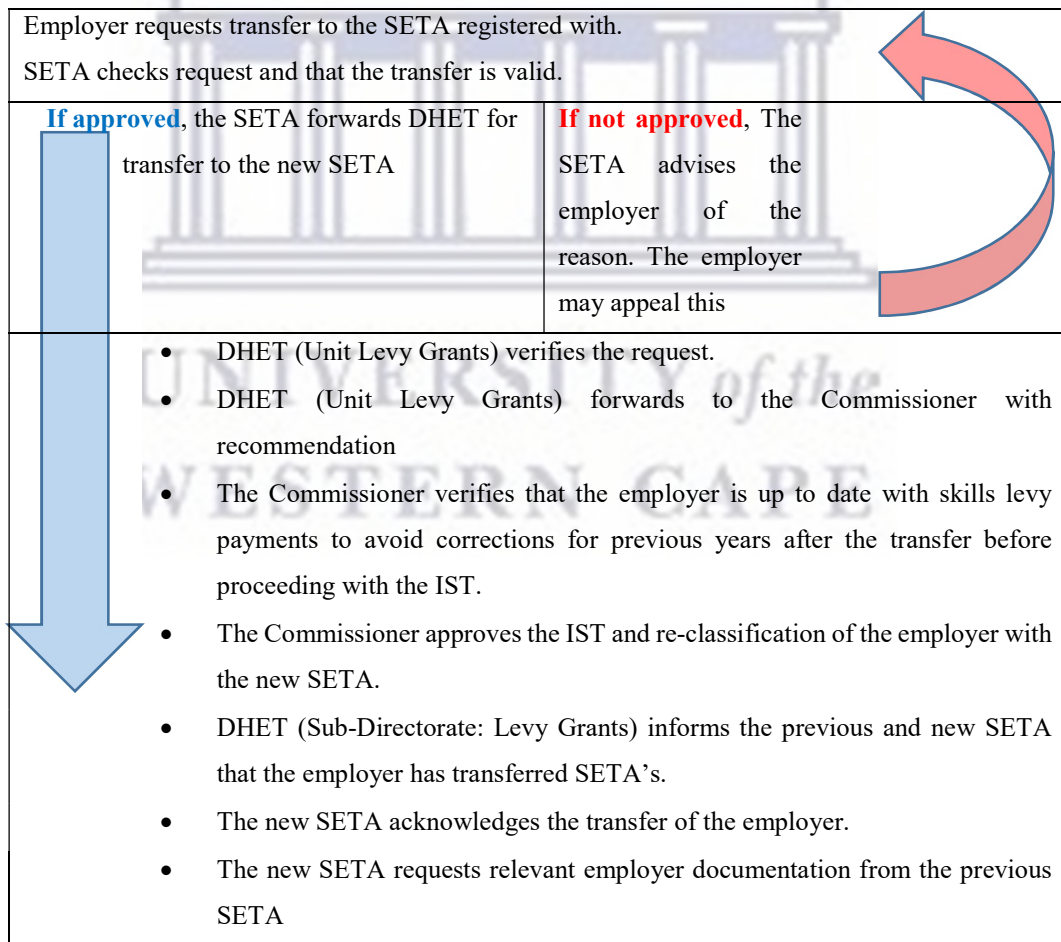 Employer requests transfer to the SETA registered with.
SETA checks request and that the transfer is valid.
If approved, the SETA forwards DHET for
transfer to the new SETA
If not approved, The
SETA advises the
employer of the
reason. The employer
may appeal this
• DHET (Unit Levy Grants) verifies the request.
• DHET (Unit Levy Grants) forwards to the Commissioner with
recommendation
• The Commissioner verifies that the employer is up to date with skills levy
payments to avoid corrections for previous years after the transfer before
proceeding with the IST.
• The Commissioner approves the IST and re-classification of the employer with
the new SETA.
• DHET (Sub-Directorate: Levy Grants) informs the previous and new SETA
that the employer has transferred SETA’s.
• The new SETA acknowledges the transfer of the employer.
• The new SETA requests relevant employer documentation from the previous
SETA
UNIVERSITY of the
WESTERN CAPE